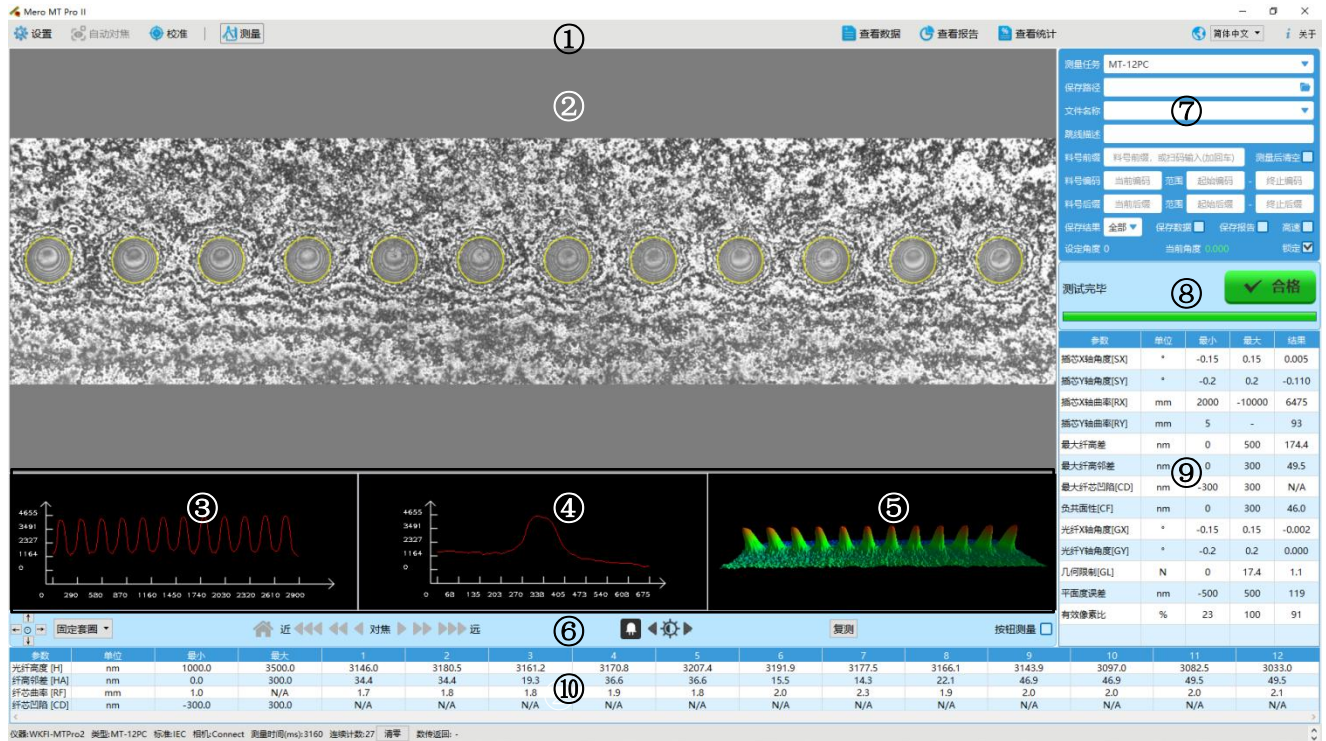 Mero MT Pro II
设置 自动对焦 校准 测量 ① 查看数据 查看报告 查看统计 简体中文 关于
②
测量任务 MT-12PC
保存路径
文件名称 ⑦
跳线描述
料号前缀 料号前缀，或扫码输入(加回车) 测量后清空
料号编码 当前编码 范围 起始编码 - 终止编码
料号后缀 当前后缀 范围 起始后缀 - 终止后缀
保存结果 全部 保存数据 保存报告 高速
设定角度 0 当前角度 0.000 锁定
测试完毕 ⑧ 合格
参数 单位 最小 最大 结果
插芯X轴角度[SX] ° -0.15 0.15 0.005
插芯Y轴角度[SY] ° -0.2 0.2 -0.110
插芯X轴曲率[RX] mm 2000 -10000 6475
插芯Y轴曲率[RY] mm 5 - 93
最大纤高差 nm 0 500 174.4
最大纤高邻差 nm 0 300 49.5
⑨
最大纤芯凹陷[CD] nm -300 300 N/A
负共面性[CF] nm 0 300 46.0
光纤X轴角度[GX] ° -0.15 0.15 -0.002
光纤Y轴角度[GY] ° -0.2 0.2 0.000
几何限制[GL] N 0 17.4 1.1
平面度误差 nm -500 500 119
有效像素比 % 23 100 91
③
4655
3491
2327
1164
0
0 290 580 870 1160 1450 1740 2030 2320 2610 2900
④
4655
3491
2327
1164
0
0 68 135 203 270 338 405 473 540 608 675
⑤
固定套圈 近 对焦 远 ⑥ 复测 按钮测量
参数 单位 最小 最大 1 2 3 4 5 6 7 8 9 10 11 12
光纤高度 [H] nm 1000.0 3500.0 3146.0 3180.5 3161.2 3170.8 3207.4 3191.9 3177.5 3166.1 3143.9 3097.0 3082.5 3033.0
纤高邻差 [HA] nm 0.0 300.0 34.4 34.4 19.3 36.6 36.6 15.5 14.3 22.1 46.9 46.9 49.5 49.5
⑩
纤芯曲率 [RF] mm 1.0 N/A 1.7 1.8 1.8 1.9 1.8 2.0 2.3 1.9 2.0 2.0 2.0 2.1
纤芯凹陷 [CD] nm -300.0 300.0 N/A N/A N/A N/A N/A N/A N/A N/A N/A N/A N/A N/A
仪器:WKFI-MTPro2 类型:MT-12PC 标准:IEC 相机:Connect 测量时间(ms):3160 连续计数:27 清零 数传返回: -